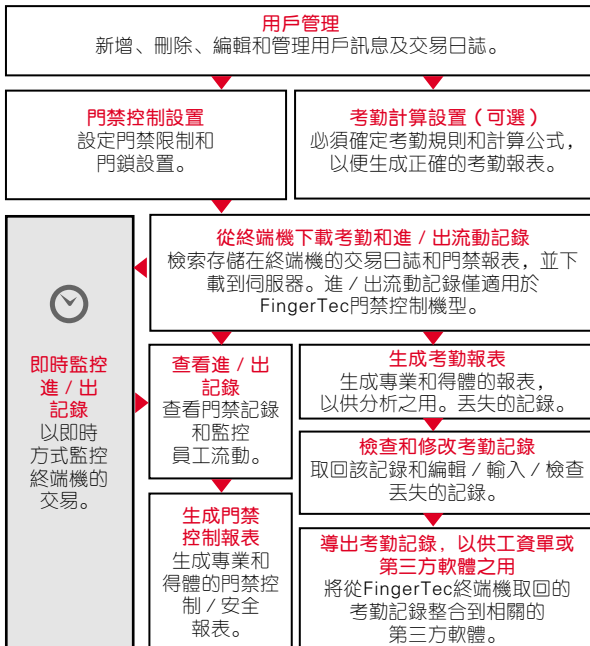 用戶管理
新增、刪除、編輯和管理用戶訊息及交易日誌。
門禁控制設置
設定門禁限制和
門鎖設置。
考勤計算設置（可選）
必須確定考勤規則和計算公式，
以便生成正確的考勤報表。
從終端機下載考勤和進 / 出流動記錄
檢索存儲在終端機的交易日誌和門禁報表，並下
載到伺服器。進 / 出流動記錄僅適用於
FingerTec門禁控制機型。
即時監控
進 / 出
記錄
以即時
方式監控
終端機的
交易。
查看進 / 出
記錄
查看門禁記錄
和監控
員工流動。
生成門禁
控制報表
生成專業和
得體的門禁控
制 / 安全
報表。
生成考勤報表
生成專業和得體的報表，
以供分析之用。丟失的記錄。
檢查和修改考勤記錄
取回該記錄和編輯 / 輸入 / 檢查
丟失的記錄。
導出考勤記錄，以供工資單或
第三方軟體之用
將從FingerTec終端機取回的
考勤記錄整合到相關的
第三方軟體。